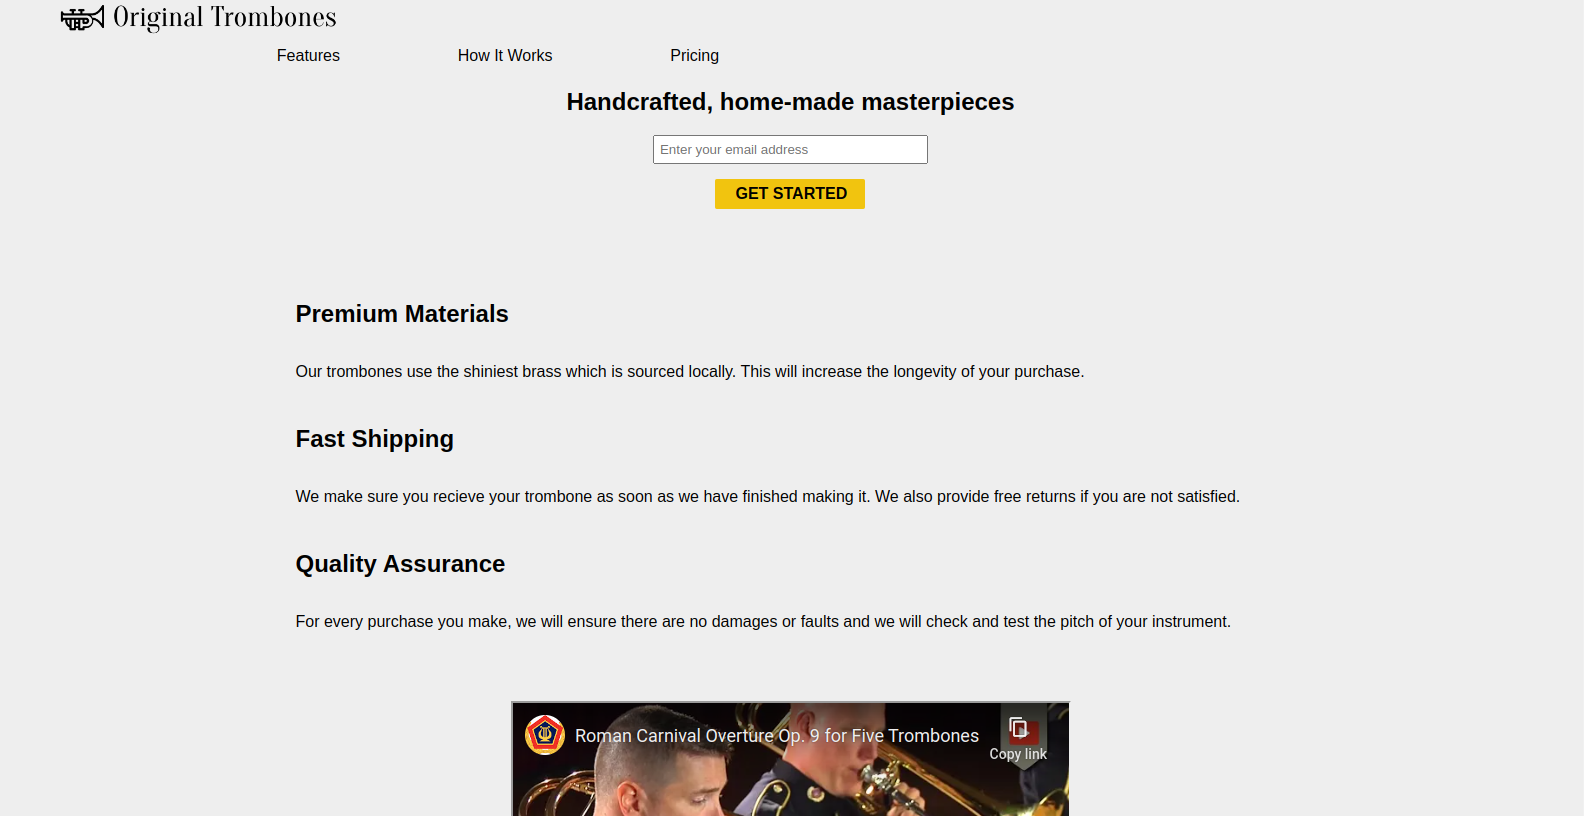 Original Trombones
Features How It Works Pricing
Handcrafted, home-made masterpieces
Enter your email address
GET STARTED
Premium Materials
Our trombones use the shiniest brass which is sourced locally. This will increase the longevity of your purchase.
Fast Shipping
We make sure you recieve your trombone as soon as we have finished making it. We also provide free returns if you are not satisfied.
Quality Assurance
For every purchase you make, we will ensure there are no damages or faults and we will check and test the pitch of your instrument.
Roman Carnival Overture Op. 9 for Five Trombones
Copy link